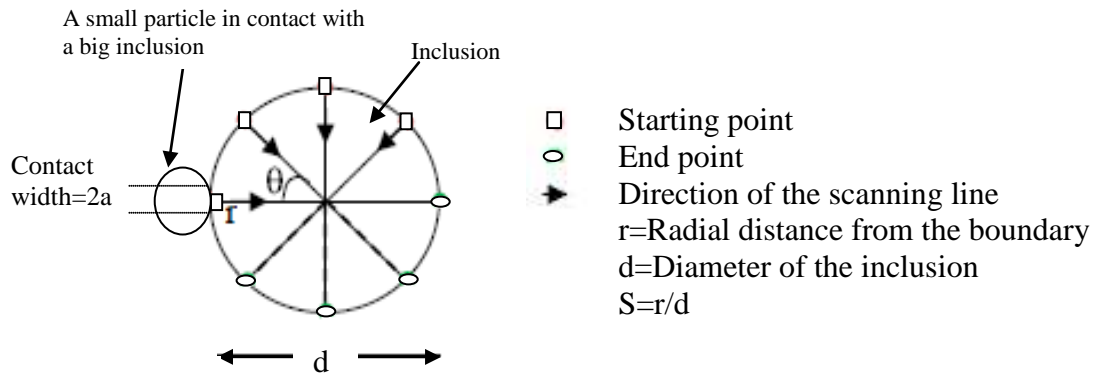 A small particle in contact with
a big inclusion
Inclusion
Contact
width=2a
θ
r
d
Starting point
End point
Direction of the scanning line
r=Radial distance from the boundary
d=Diameter of the inclusion
S=r/d